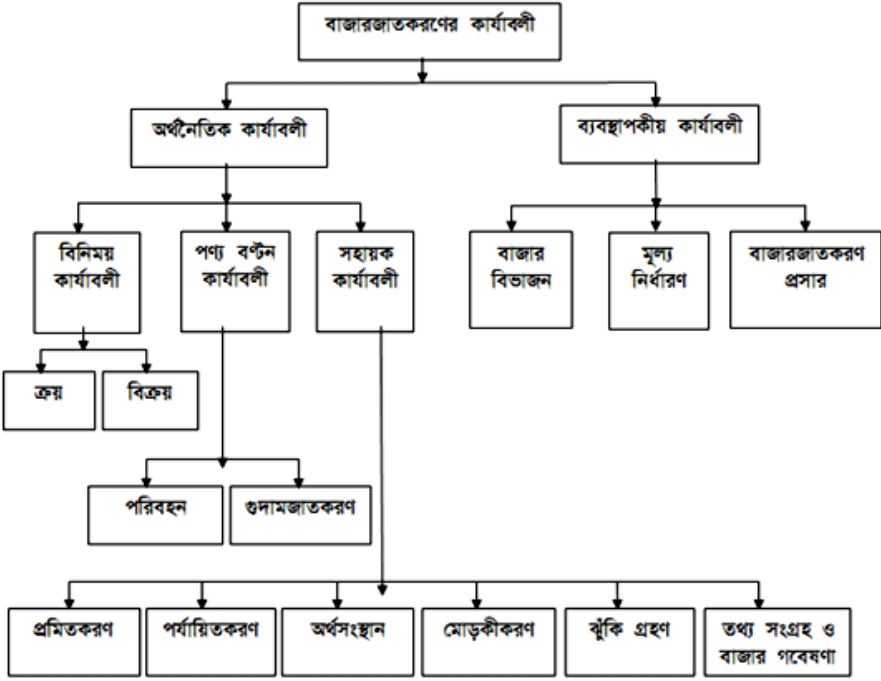 বাজারজাতকরণের কার্যাবলী
অর্থনৈতিক কার্যাবলী
ব্যবস্থাপকীয় কার্যাবলী
বিনিময়
কার্যাবলী
পণ্য বণ্টন
কার্যাবলী
সহায়ক
কার্যাবলী
বাজার
বিভাজন
মূল্য
নির্ধারণ
বাজারজাতকরণ
প্রসার
ক্রয়
বিক্রয়
পরিবহন
গুদামজাতকরণ
প্রমিতকরণ
পর্যায়িতকরণ
অর্থসংস্থান
মোড়কীকরণ
ঝুঁকি গ্রহণ
তথ্য সংগ্রহ ও
বাজার গবেষণা